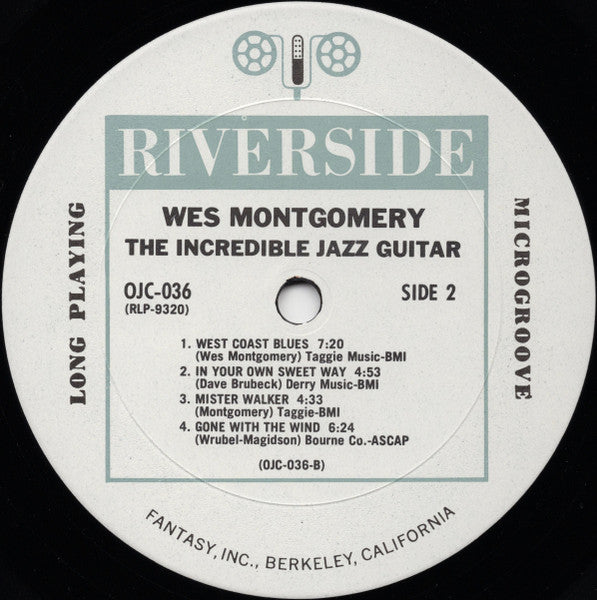 RIVERSIDE
WES MONTGOMERY
THE INCREDIBLE JAZZ GUITAR
OJC-036
(RLP-9320)
SIDE 2
LONG PLAYING
MICROGROOVE
1. WEST COAST BLUES 7:20
(Wes Montgomery) Taggie Music-BMI
2. IN YOUR OWN SWEET WAY 4:53
(Dave Brubeck) Derry Music-BMI
3. MISTER WALKER 4:33
(Montgomery) Taggie-BMI
4. GONE WITH THE WIND 6:24
(Wrubel-Magidson) Bourne Co.-ASCAP
(OJC-036-B)
FANTASY, INC., BERKELEY, CALIFORNIA